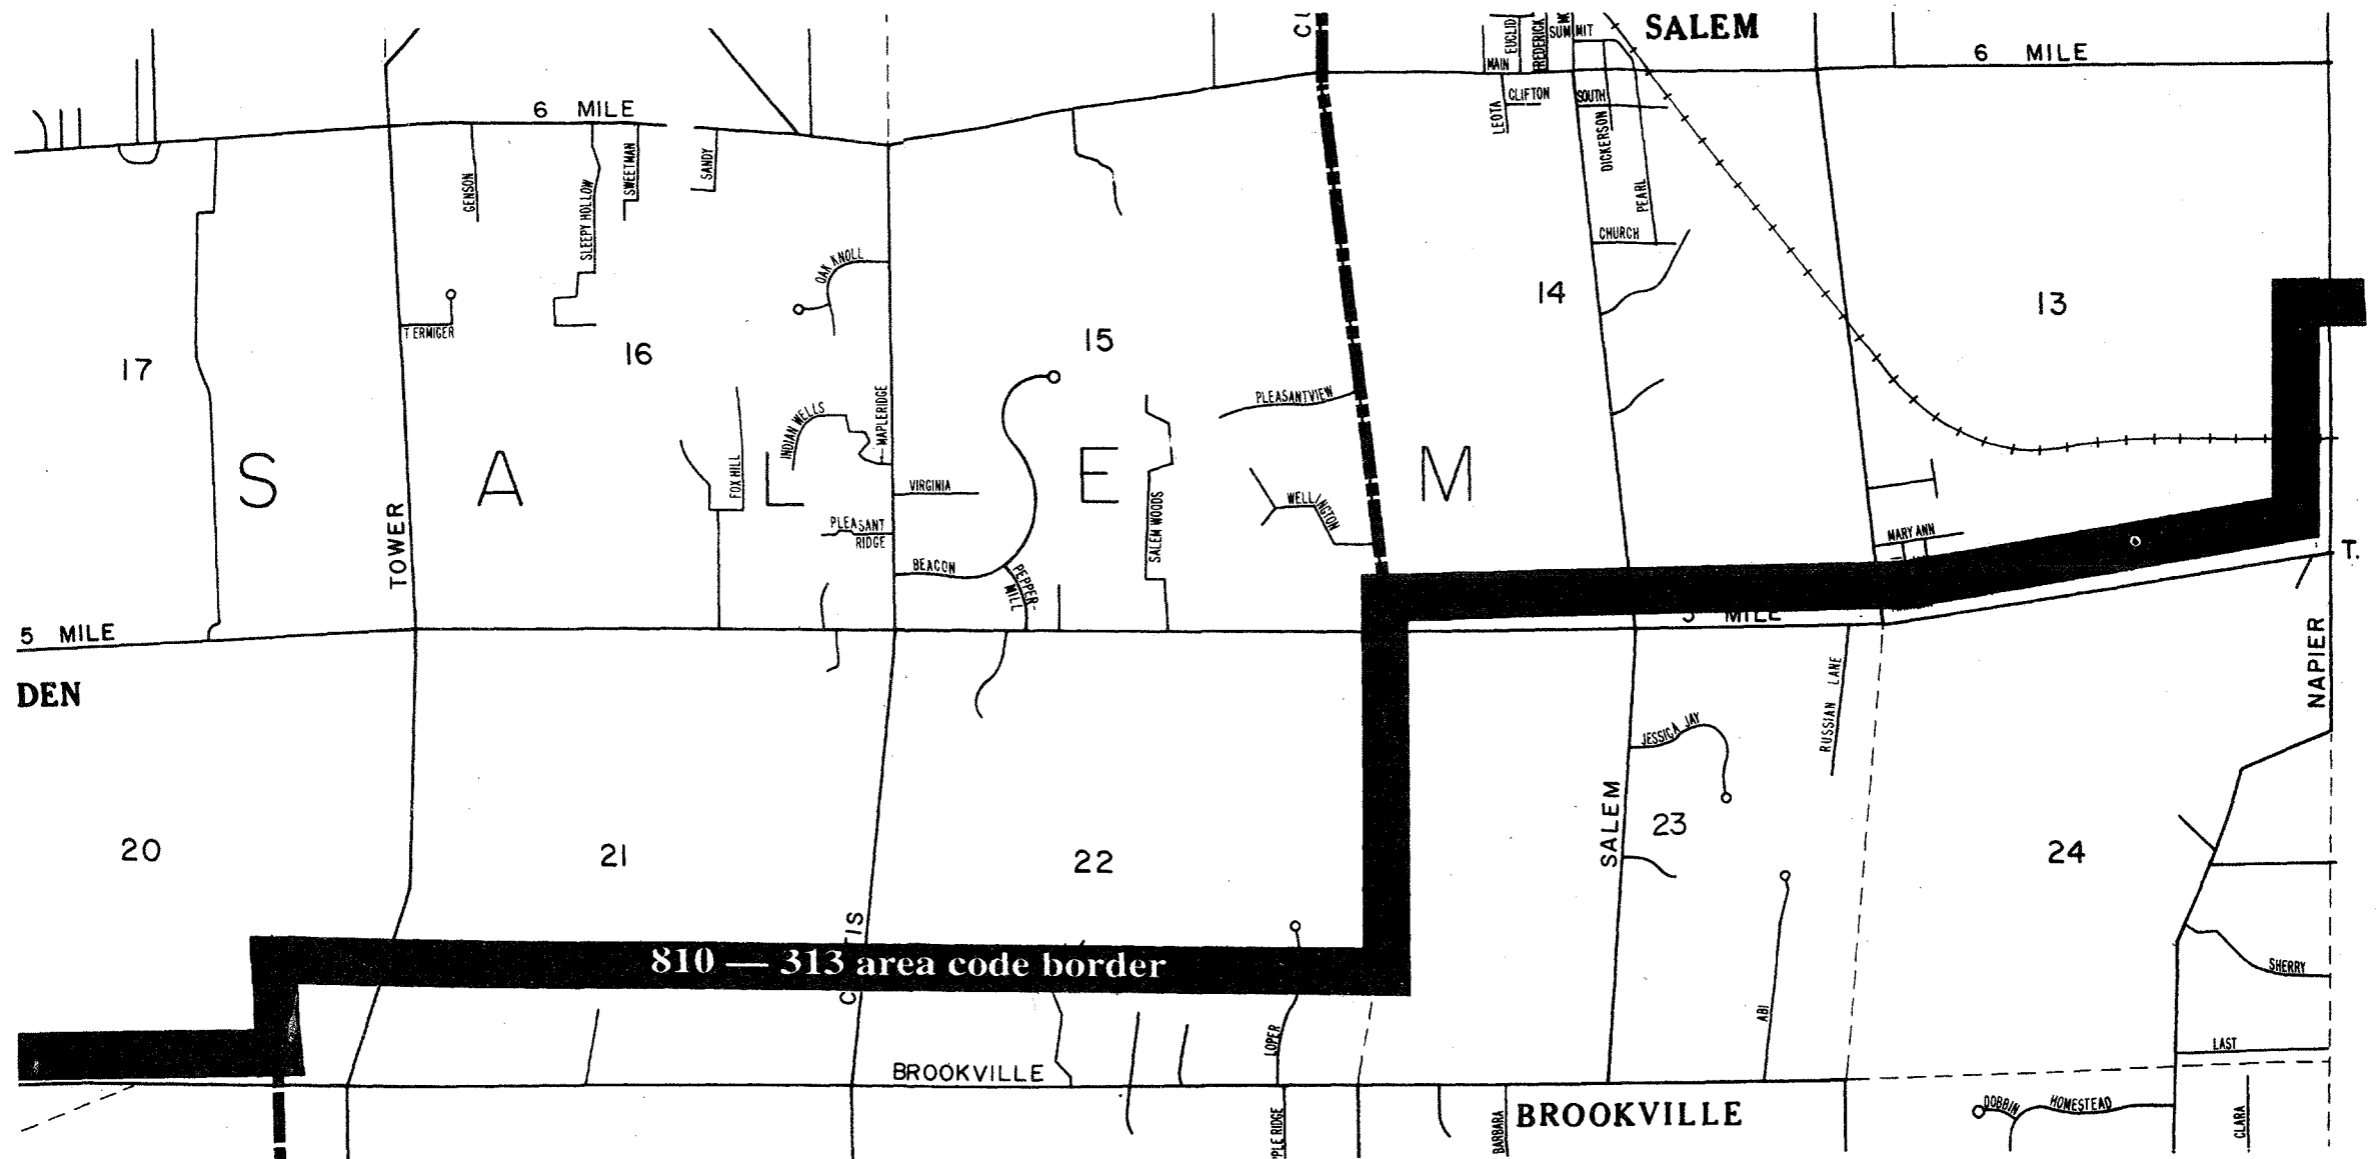 SALEM
6 MILE
EUCLID
FREDERICK
SUMMIT
MAIN
6 MILE
CLIFTON
LEOTA
SOUTH
DICKERSON
PEARL
CHURCH
GENSON
SLEEPY HOLLOW
SWEETMAN
SANDY
OAK KNOLL
TERMIGER
17
16
15
14
13
INDIAN WELLS
MAPLERIDGE
PLEASANTVIEW
S A L E M
FOX HILL
VIRGINIA
SALEM WOODS
WELLINGTON
TOWER
PLEASANT
RIDGE
BEACON
PEPPER-
MILL
MARY ANN
T.
5 MILE
5 MILE
DEN
NAPIER
RUSSIAN LANE
JESSICA JAY
SALEM
20
21
22
23
24
810 — 313 area code border
SHERRY
ABI
LOPER
LAST
BROOKVILLE
BROOKVILLE
BARBARA
DOBBIN
HOMESTEAD
CLARA